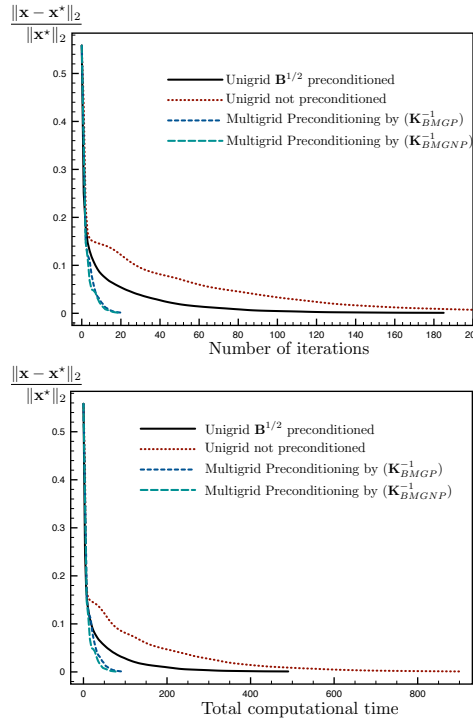 ‖x − x⋆‖₂
‖x⋆‖₂
0.5
0.4
0.3
0.2
0.1
0
Unigrid B^{1/2} preconditioned
Unigrid not preconditioned
Multigrid Preconditioning by (K^{-1}_{BMGP})
Multigrid Preconditioning by (K^{-1}_{BMGNP})
0 20 40 60 80 100 120 140 160 180 200
Number of iterations
‖x − x⋆‖₂
‖x⋆‖₂
0.5
0.4
0.3
0.2
0.1
0
Unigrid B^{1/2} preconditioned
Unigrid not preconditioned
Multigrid Preconditioning by (K^{-1}_{BMGP})
Multigrid Preconditioning by (K^{-1}_{BMGNP})
0 200 400 600 800
Total computational time